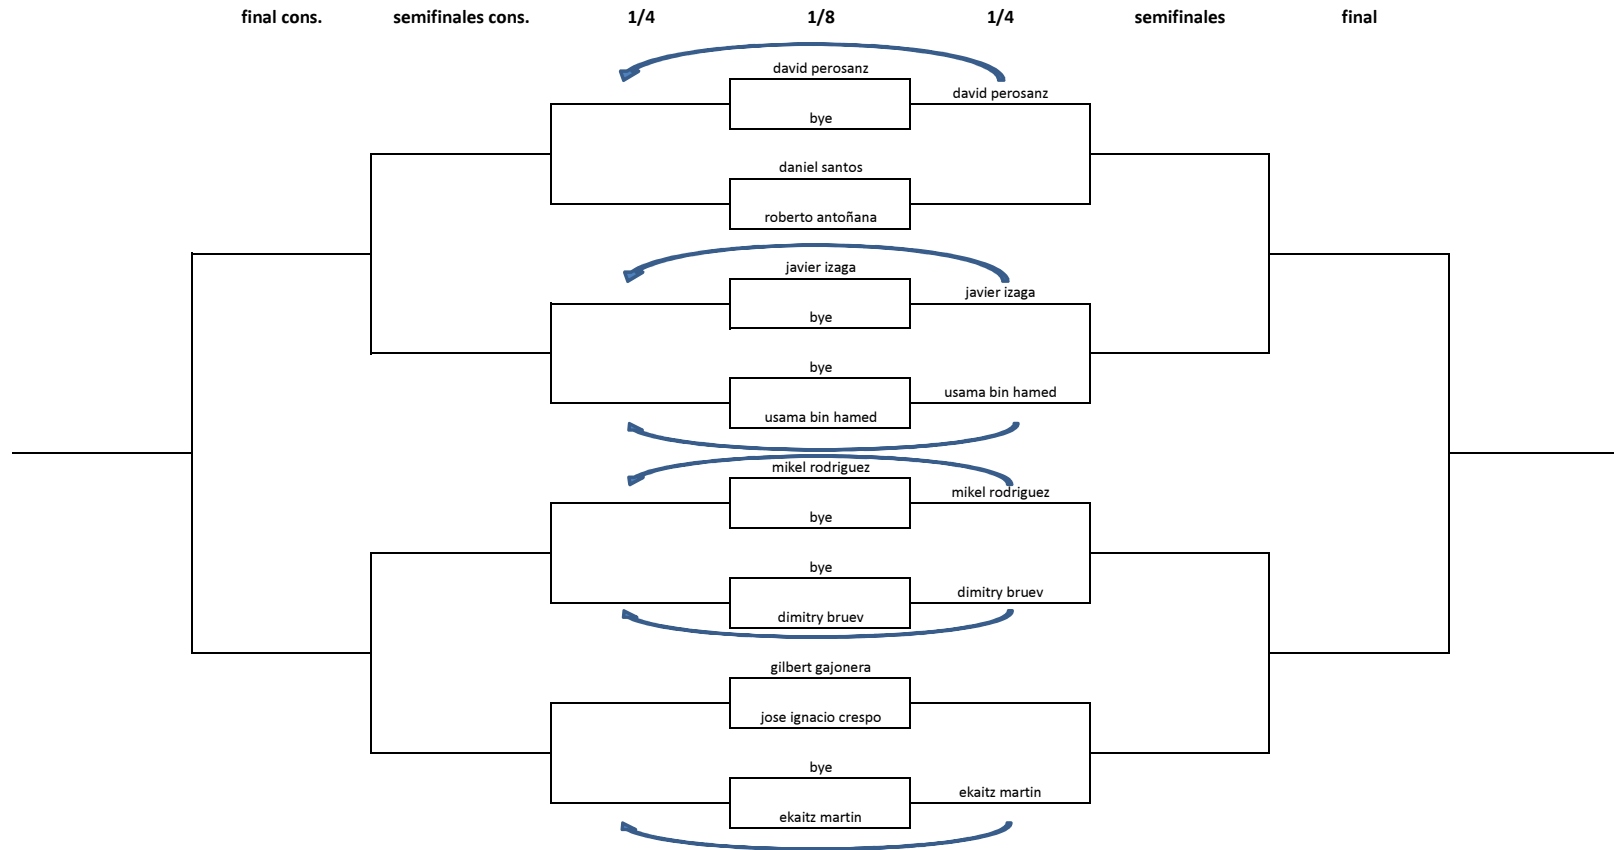 final cons. semifinales cons. 1/4 1/8 1/4 semifinales final
david perosanz
david perosanz
bye
daniel santos
roberto antoñana
javier izaga
javier izaga
bye
bye
usama bin hamed
usama bin hamed
mikel rodriguez
mikel rodriguez
bye
bye
dimitry bruev
dimitry bruev
gilbert gajonera
jose ignacio crespo
bye
ekaitz martin
ekaitz martin